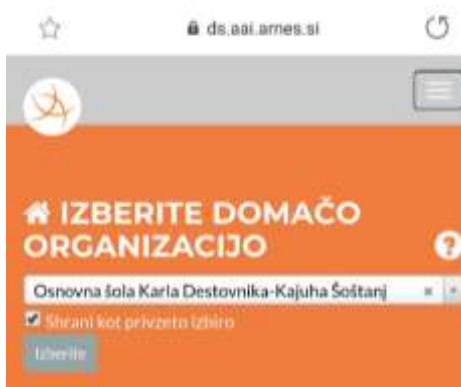 ds.aai.arnes.si
IZBERITE DOMAČO
ORGANIZACIJO
Osnovna šola Karla Destovnika-Kajuha Šoštanj
Shrani kot privzeto izbiro
Izberite